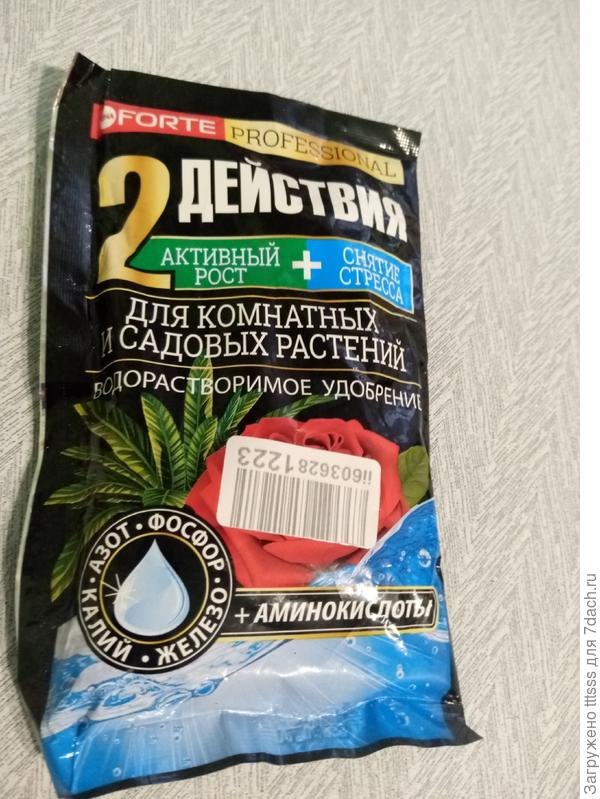 FORTE PROFESSIONAL
2 ДЕЙСТВИЯ
АКТИВНЫЙ
РОСТ
+
СНЯТИЕ
СТРЕССА
ДЛЯ КОМНАТНЫХ
И САДОВЫХ РАСТЕНИЙ
ВОДОРАСТВОРИМОЕ УДОБРЕНИЕ
ii6036281223
АЗОТ • ФОСФОР • КАЛИЙ • ЖЕЛЕЗО
+ АМИНОКИСЛОТЫ
Загружено tttsss для 7dach.ru